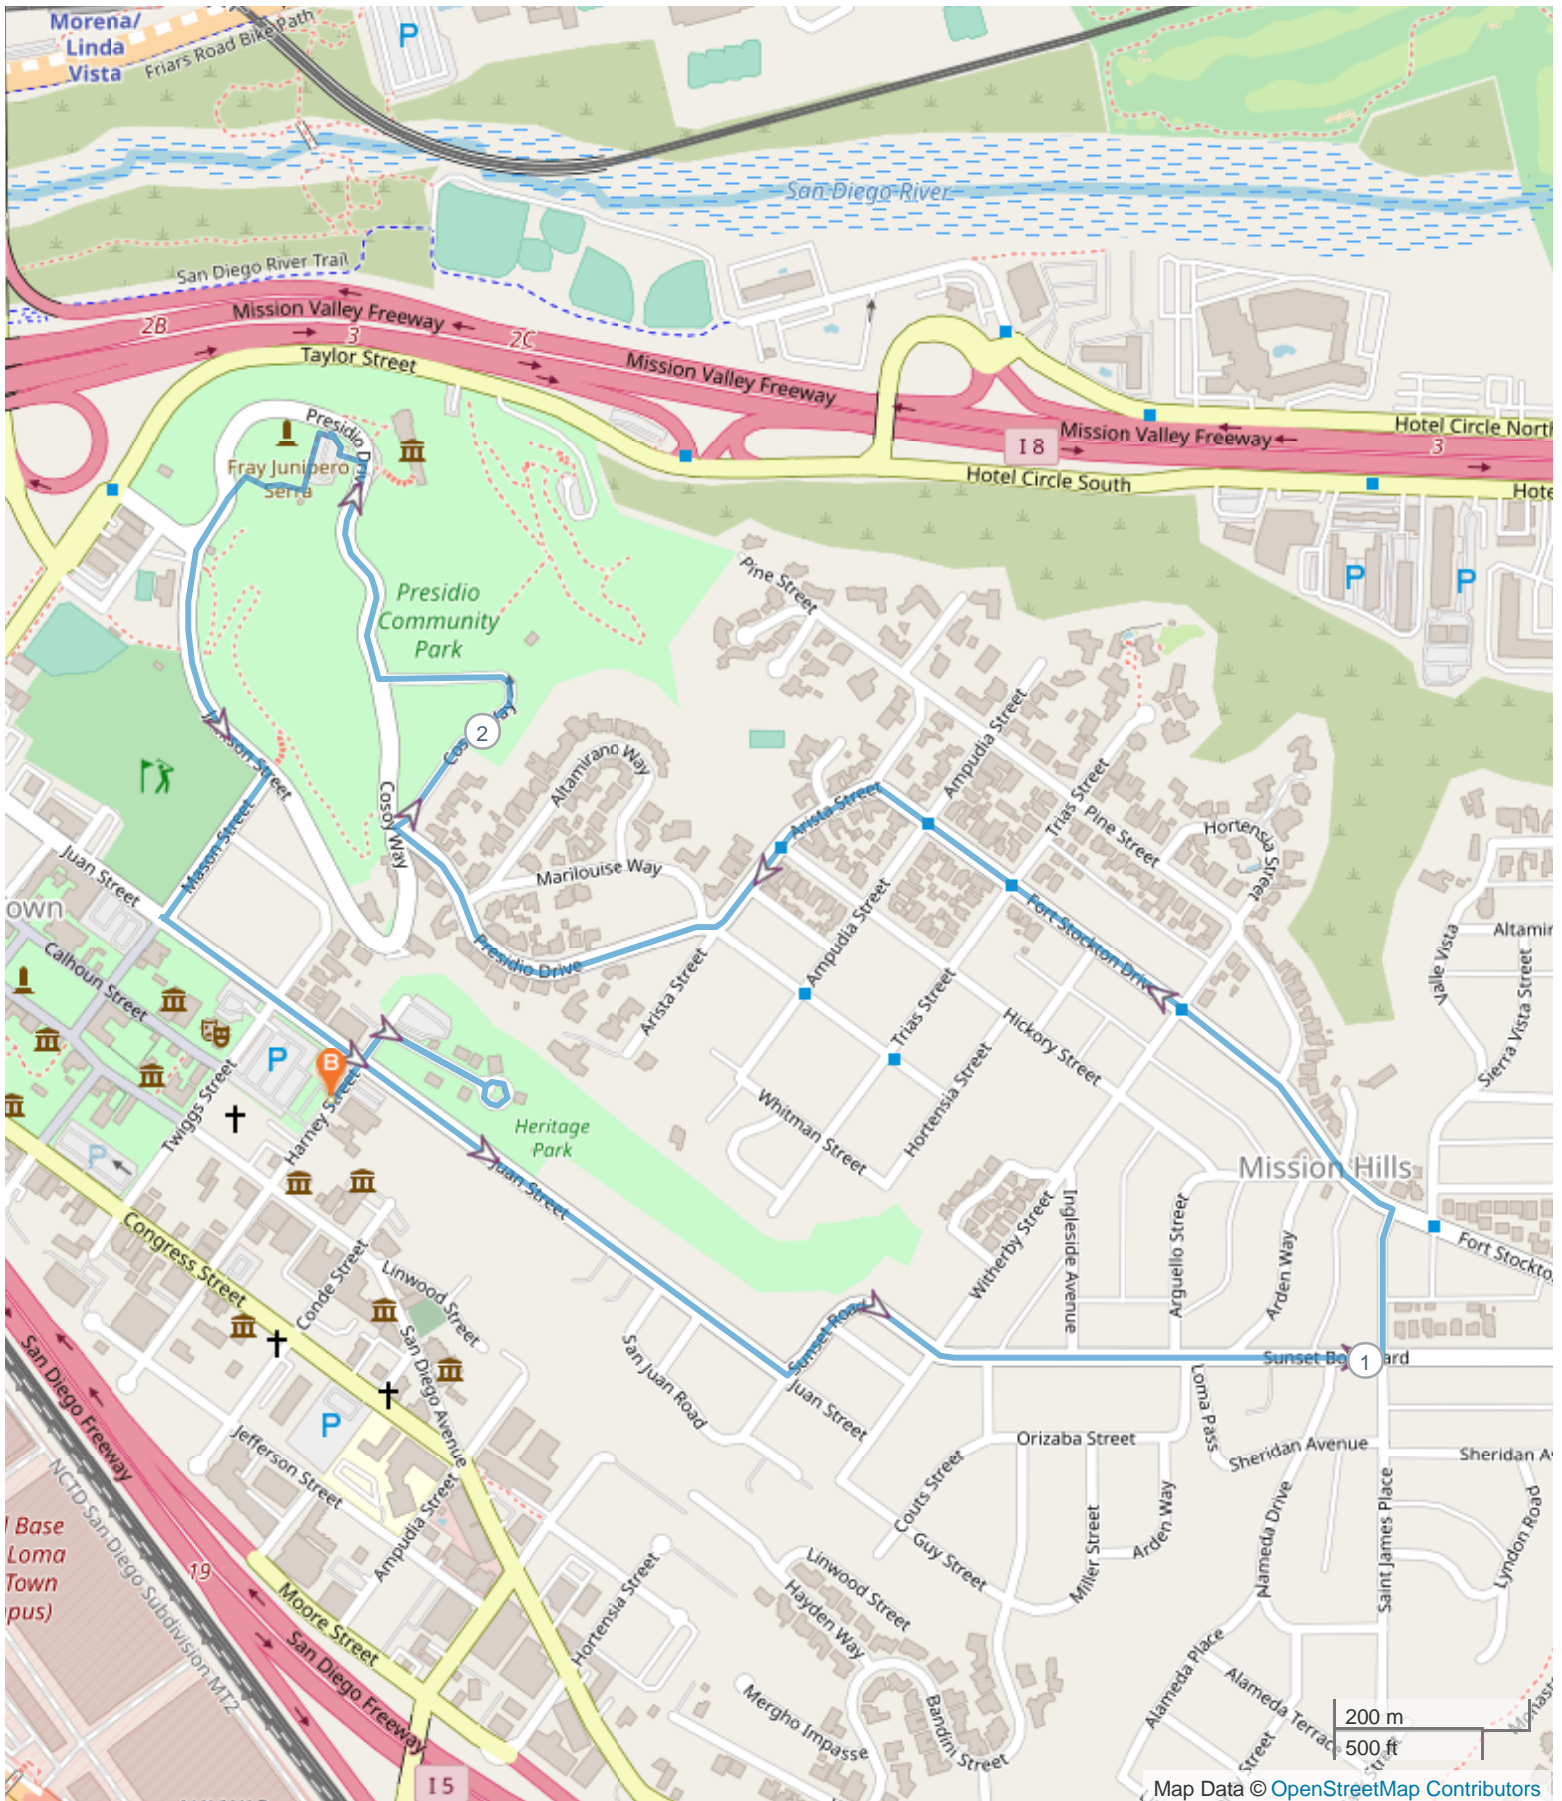 Morena/
Linda
Vista
Friars Road Bike Path
P
San Diego River
San Diego River Trail
2B
Mission Valley Freeway
3
2C
Taylor Street
Mission Valley Freeway
I 8
Mission Valley Freeway
Hotel Circle North
3
Hotel Circle South
Presidio Drive
Fray Junipero
Serra
Presidio
Community
Park
Pine Street
P
P
2
Altamirano Way
Ampudia Street
Trias Street
Pine Street
Hortensia Street
Cosoy Way
Arista Street
Marilouise Way
Mason Street
Juan Street
Calhoun Street
Presidio Drive
Arista Street
Ampudia Street
Trias Street
Fort Stockton Drive
Hickory Street
Valle Vista
Sierra Vista Street
P
B
Twiggs Street
Harney Street
Heritage
Park
Whitman Street
Hortensia Street
Mission Hills
P
Juan Street
Congress Street
Conde Street
Linwood Street
Witherby Street
Ingleside Avenue
Arguello Street
Arden Way
San Juan Road
Sunset Road
Juan Street
1
San Diego Freeway
San Diego Avenue
P
Jefferson Street
Ampudia Street
Loma Pass
Orizaba Street
Sheridan Avenue
Couts Street
Guy Street
Miller Street
Arden Way
Alameda Drive
Saint James Place
Lyndon Road
NCTD San Diego Subdivision MT2
19
Base
Loma
Town
Moore Street
San Diego Freeway
Hortensia Street
Linwood Street
Hayden Way
Bandini Street
Mergho Impasse
Alameda Place
Alameda Terrace
I 5
200 m
500 ft
Map Data © OpenStreetMap Contributors